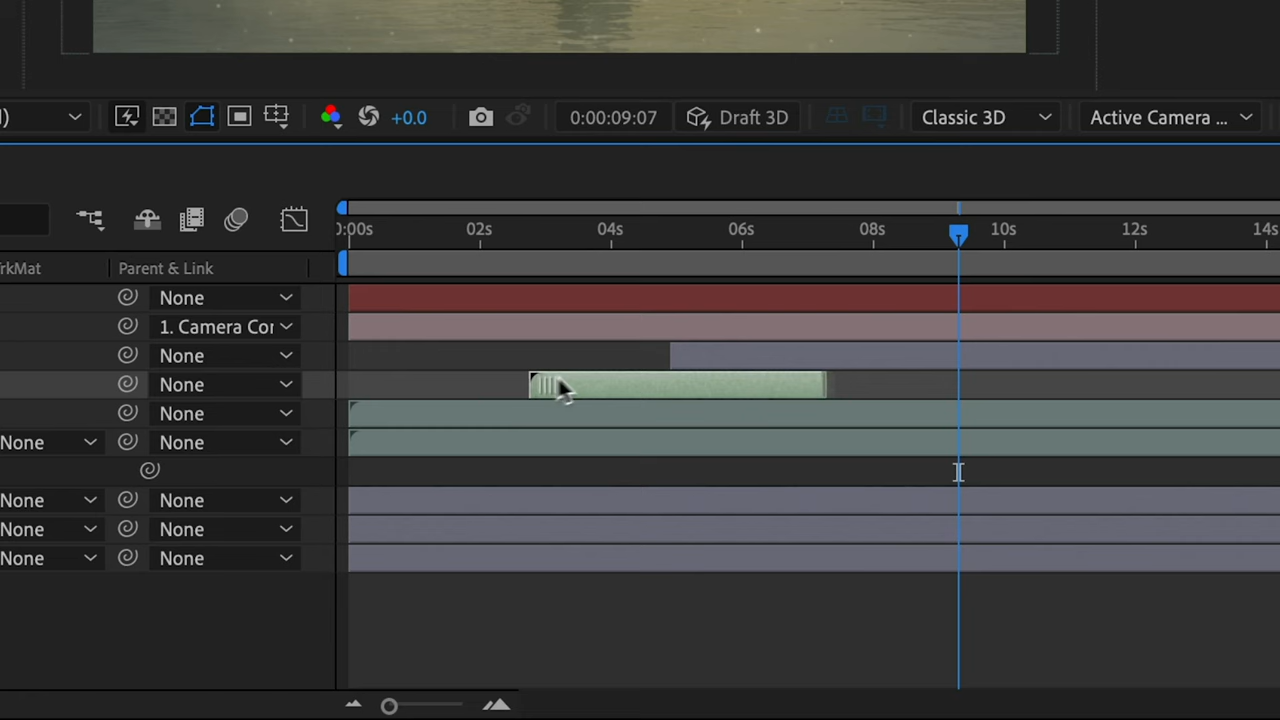 ) +0.0 0:00:09:07 Draft 3D Classic 3D Active Camera ...
0:00s 02s 04s 06s 08s 10s 12s 14s
rkMat Parent & Link
None
1. Camera Cor
None
None
None
None None
None None
None None
None None